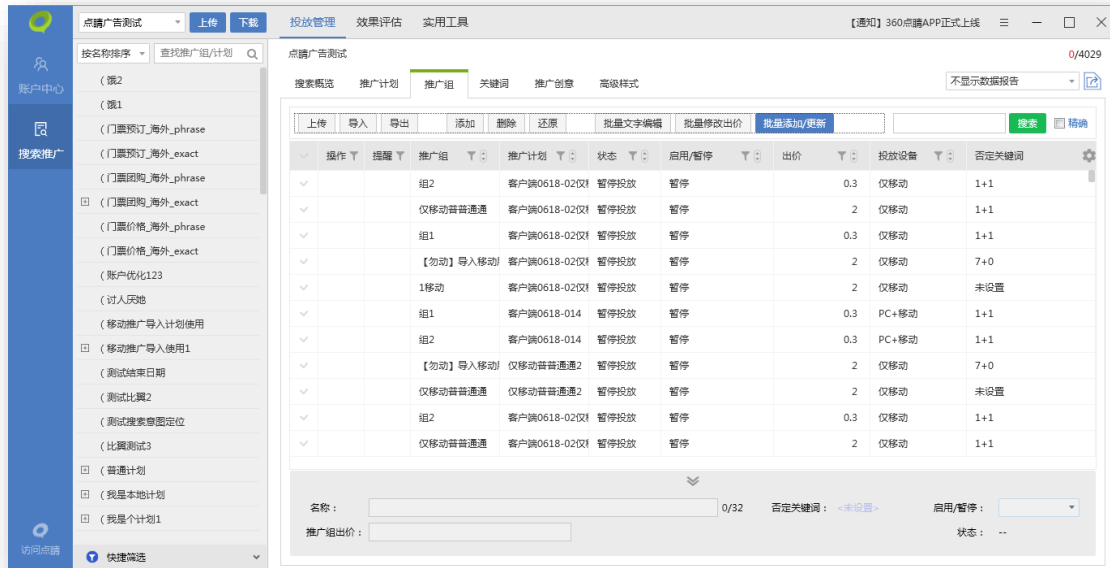 点睛广告测试 上传 下载 投放管理 效果评估 实用工具 【通知】360点睛APP正式上线
账户中心
搜索推广
访问点睛
按名称排序 查找推广组/计划
( 饿2
( 饿1
( 门票预订_海外_phrase
( 门票预订_海外_exact
( 门票团购_海外_phrase
( 门票团购_海外_exact
( 门票价格_海外_phrase
( 门票价格_海外_exact
( 账户优化123
( 讨人厌她
( 移动推广导入计划使用
( 移动推广导入使用1
( 测试结束日期
( 测试比翼2
( 测试搜索意图定位
( 比翼测试3
( 普通计划
( 我是本地计划
( 我是个计划1
快捷筛选
点睛广告测试 0/4029
搜索概览 推广计划 推广组 关键词 推广创意 高级样式 不显示数据报告
上传 导入 导出 添加 删除 还原 批量文字编辑 批量修改出价 批量添加/更新 搜索 精确
操作 提醒 推广组 推广计划 状态 启用/暂停 出价 投放设备 否定关键词
组2 客户端0618-02仅 暂停投放 暂停 0.3 仅移动 1+1
仅移动普普通通 客户端0618-02仅 暂停投放 暂停 2 仅移动 1+1
组1 客户端0618-02仅 暂停投放 暂停 0.3 仅移动 1+1
【勿动】导入移动 客户端0618-02仅 暂停投放 暂停 2 仅移动 7+0
1移动 客户端0618-02仅 暂停投放 暂停 2 仅移动 未设置
组1 客户端0618-014 暂停投放 暂停 0.3 PC+移动 1+1
组2 客户端0618-014 暂停投放 暂停 0.3 PC+移动 1+1
【勿动】导入移动 仅移动普普通通2 暂停投放 暂停 2 仅移动 7+0
仅移动普普通通 仅移动普普通通2 暂停投放 暂停 2 仅移动 未设置
组2 客户端0618-02仅 暂停投放 暂停 0.3 仅移动 1+1
仅移动普普通通 客户端0618-02仅 暂停投放 暂停 2 仅移动 1+1
名称： 0/32 否定关键词： <未设置> 启用/暂停：
推广组出价： 状态： --